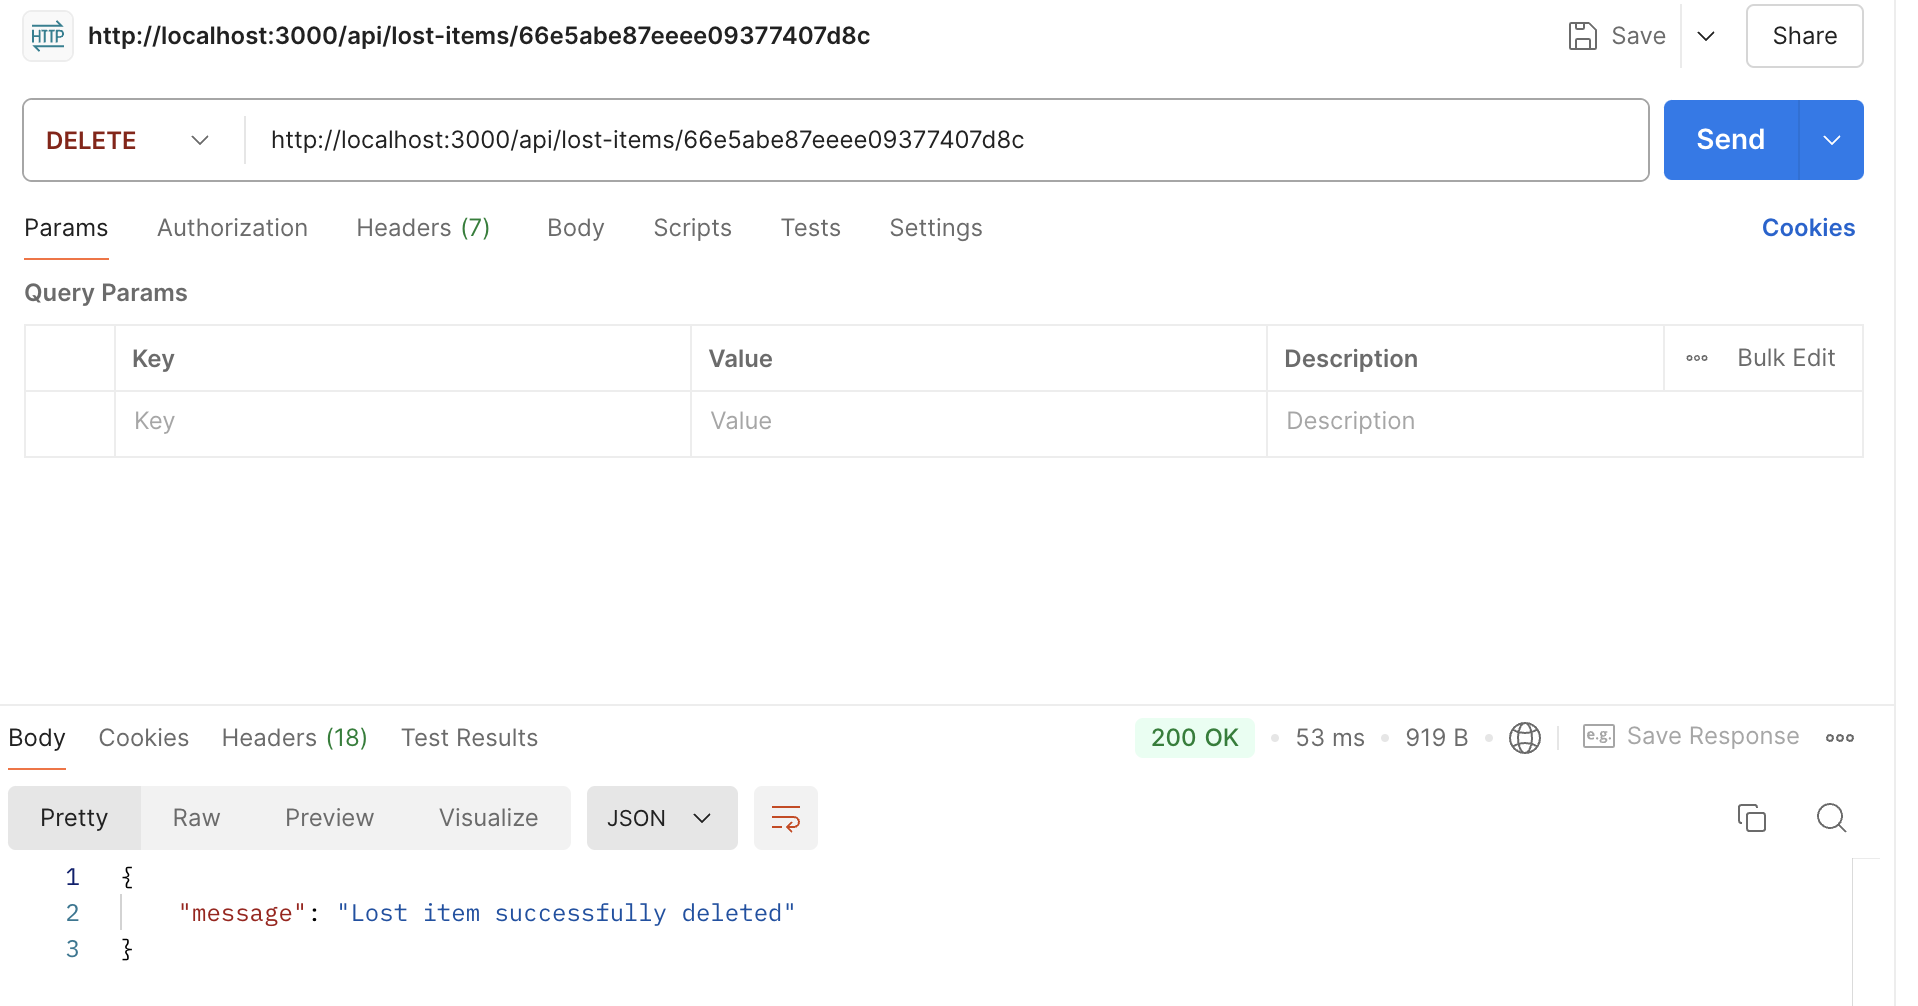 HTTP http://localhost:3000/api/lost-items/66e5abe87eeee09377407d8c Save Share
DELETE http://localhost:3000/api/lost-items/66e5abe87eeee09377407d8c Send
Params Authorization Headers (7) Body Scripts Tests Settings Cookies
Query Params
Key Value Description Bulk Edit
Key Value Description
Body Cookies Headers (18) Test Results 200 OK 53 ms 919 B e.g. Save Response
Pretty Raw Preview Visualize JSON
1 {
2 "message": "Lost item successfully deleted"
3 }